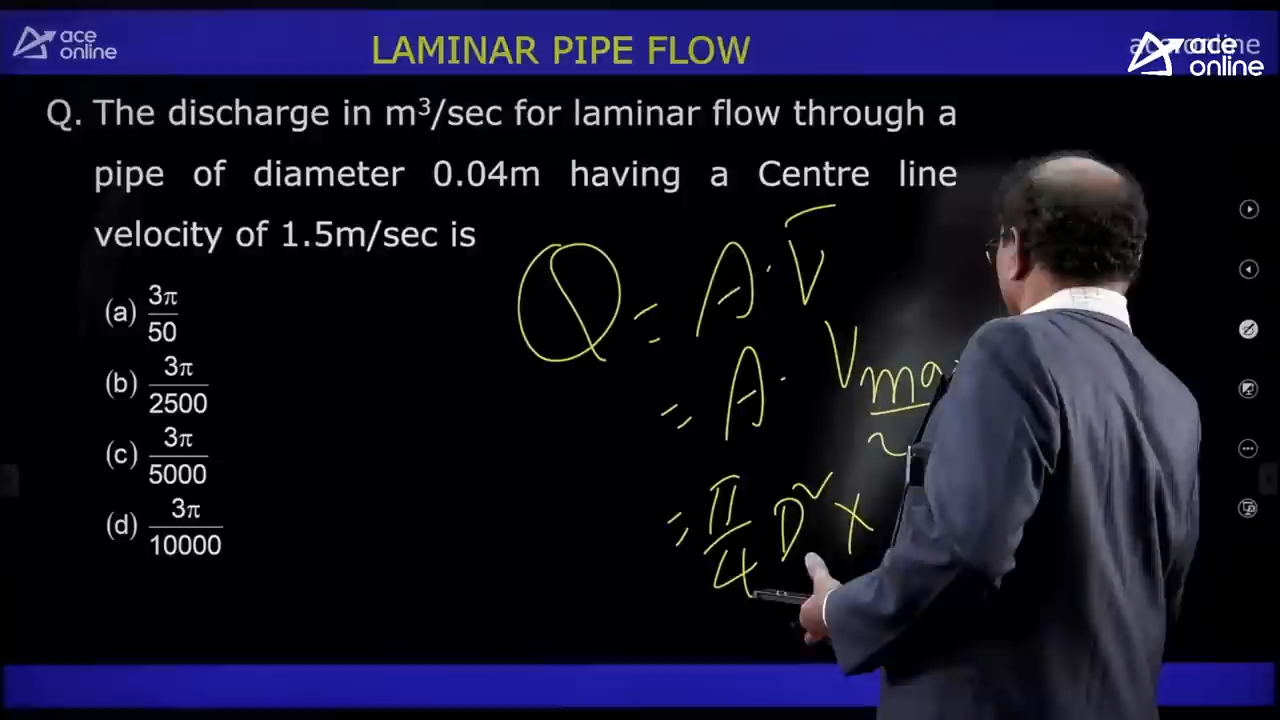 ace
online
LAMINAR PIPE FLOW
ace
online
Q. The discharge in m³/sec for laminar flow through a
pipe of diameter 0.04m having a Centre line
velocity of 1.5m/sec is
(a) 3π/50
(b) 3π/2500
(c) 3π/5000
(d) 3π/10000
Q = A · V̄
= A · Vma
2
= π/4 D² ×